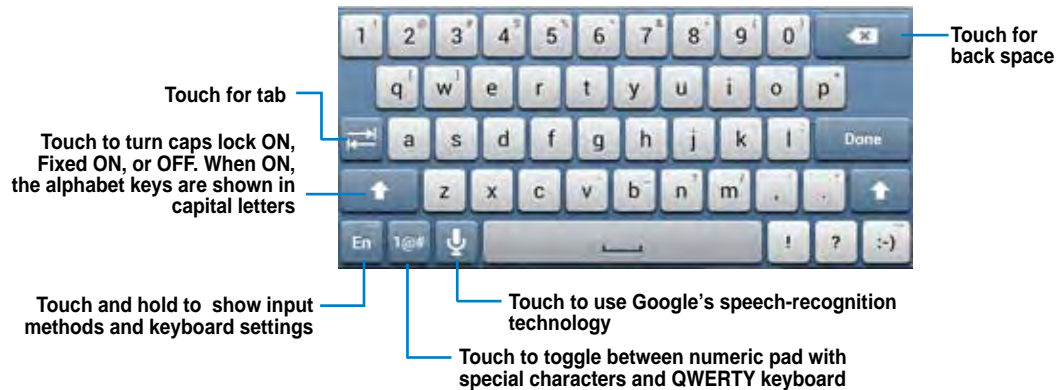 1 ! 2 @ 3 # 4 $ 5 % 6 7 & 8 * 9 ( 0 )
Touch for
back space
q [ w ] e r t y u i o p
Touch for tab
a s d f g h j k l Done
Touch to turn caps lock ON,
Fixed ON, or OFF. When ON,
the alphabet keys are shown in
capital letters
z x c v b n m , .
En 1@# ! ? :-)
Touch and hold to show input
methods and keyboard settings
Touch to use Google's speech-recognition
technology
Touch to toggle between numeric pad with
special characters and QWERTY keyboard